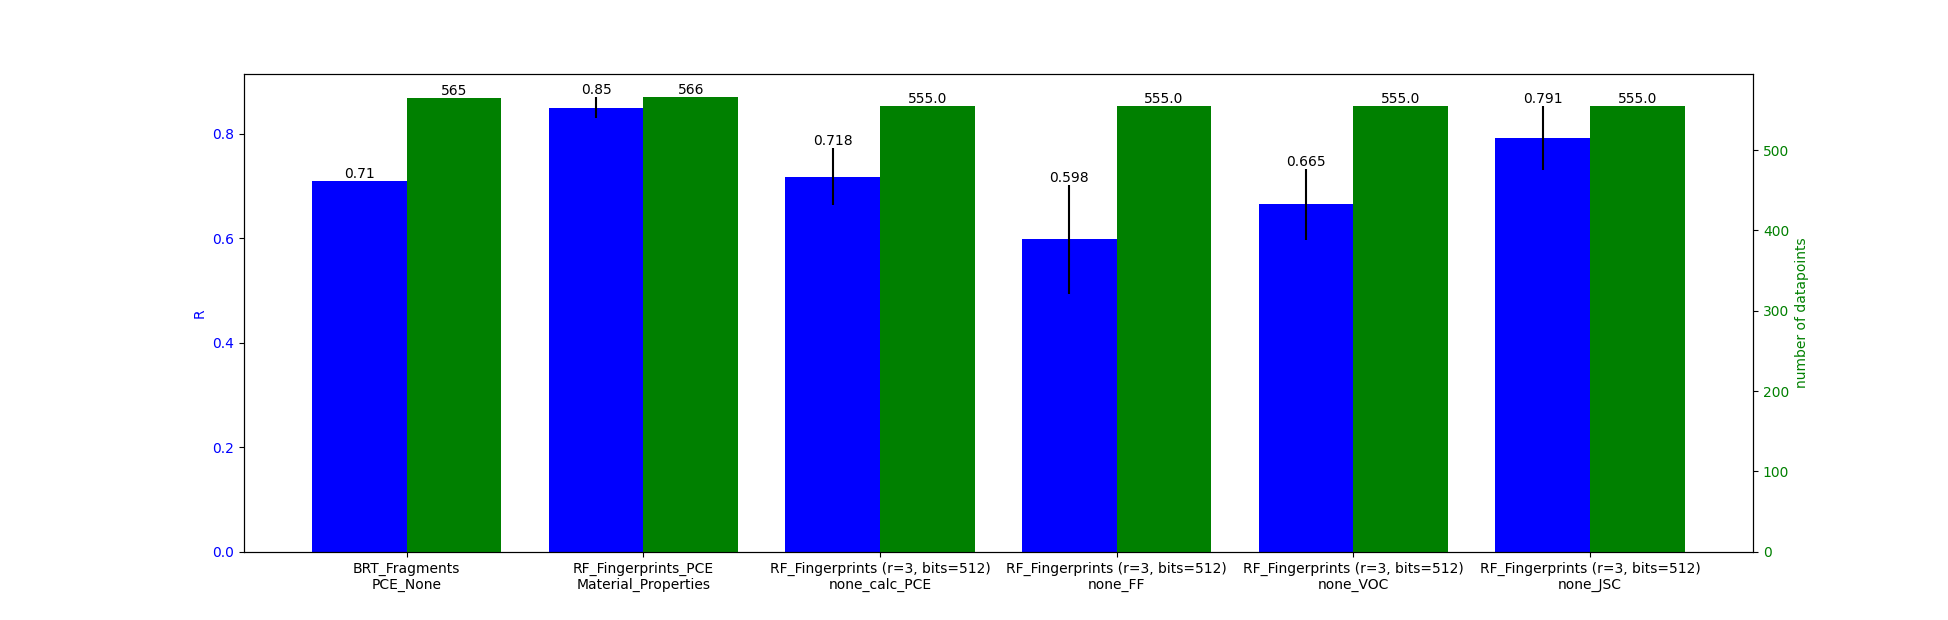 565
0.85
566
555.0
555.0
555.0
0.791
555.0
0.718
0.71
0.598
0.665
0.8
0.6
0.4
0.2
0.0
R
500
400
300
200
100
0
number of datapoints
BRT_Fragments
PCE_None
RF_Fingerprints_PCE
Material_Properties
RF_Fingerprints (r=3, bits=512)
none_calc_PCE
RF_Fingerprints (r=3, bits=512)
none_FF
RF_Fingerprints (r=3, bits=512)
none_VOC
RF_Fingerprints (r=3, bits=512)
none_JSC